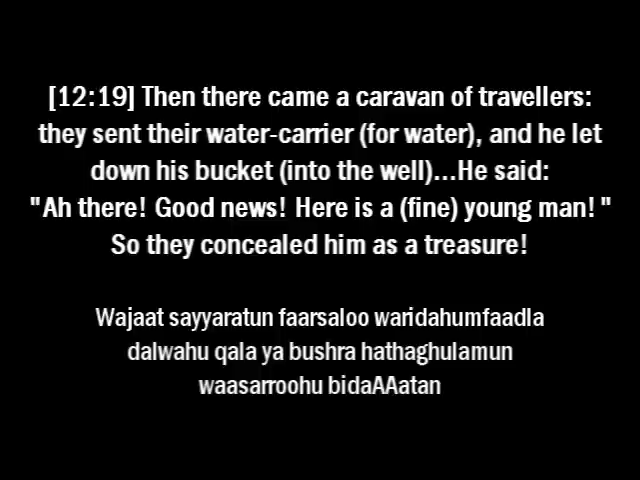 [12:19] Then there came a caravan of travellers:
they sent their water-carrier (for water), and he let
down his bucket (into the well)...He said:
"Ah there! Good news! Here is a (fine) young man!"
So they concealed him as a treasure!
Wajaat sayyaratun faarsaloo waridahumfaadla
dalwahu qala ya bushra hathaghulamun
waasarroohu bidaAAatan